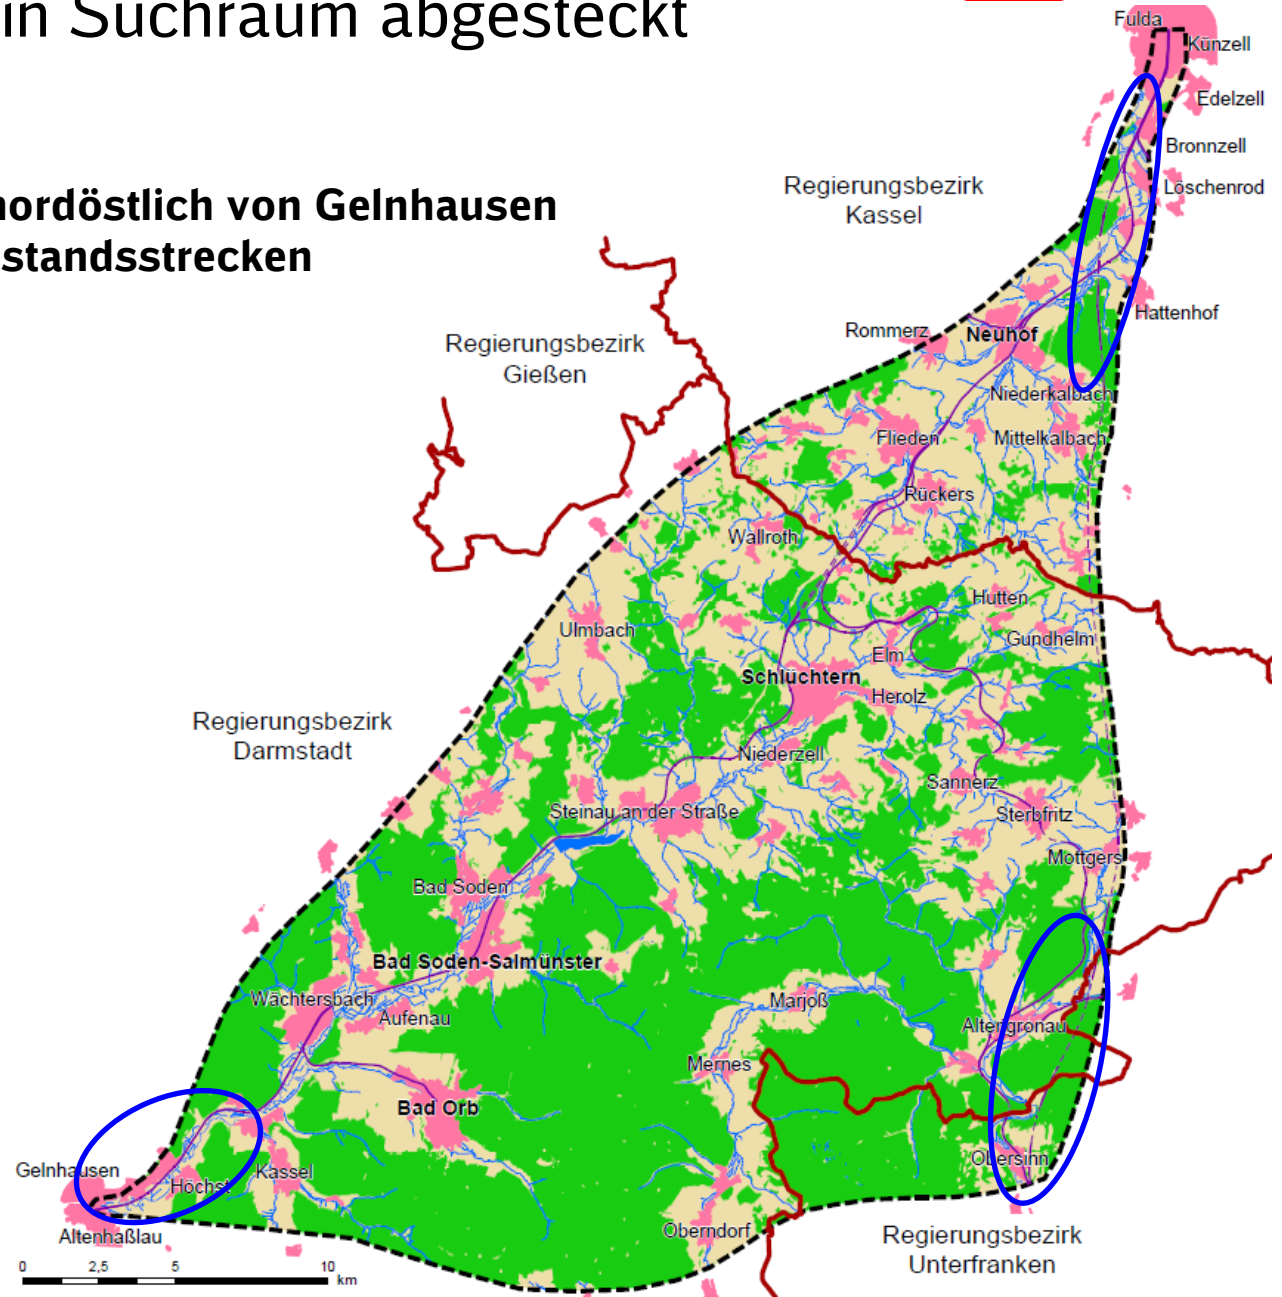 in Suchraum abgesteckt
nordöstlich von Gelnhausen
standsstrecken
Fulda
Künzell
Edelzell
Bronnzell
Löschenrod
Regierungsbezirk
Kassel
Hattenhof
Rommerz
Neuhof
Regierungsbezirk
Gießen
Niederkalbach
Flieden
Mittelkalbach
Rückers
Wallroth
Hutten
Ulmbach
Gundhelm
Elm
Schlüchtern
Herolz
Regierungsbezirk
Darmstadt
Niederzell
Sannerz
Steinau an der Straße
Sterbfritz
Mottgers
Bad Soden
Bad Soden-Salmünster
Wächtersbach
Marjoß
Aufenau
Altengronau
Mernes
Bad Orb
Obersinn
Gelnhausen
Kassel
Höchst
Oberndorf
Altenhaßlau
Regierungsbezirk
Unterfranken
0 2,5 5 10
km